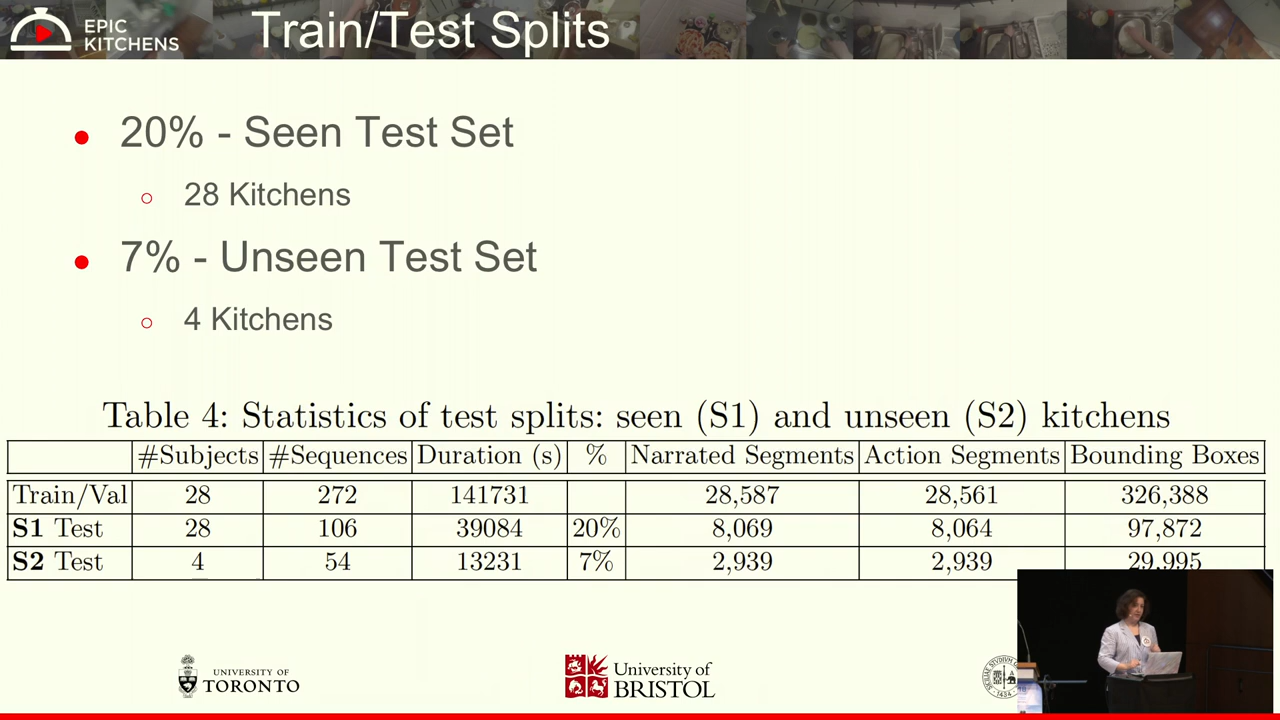 EPIC
KITCHENS
Train/Test Splits
20% - Seen Test Set
28 Kitchens
7% - Unseen Test Set
4 Kitchens
Table 4: Statistics of test splits: seen (S1) and unseen (S2) kitchens
#Subjects #Sequences Duration (s) % Narrated Segments Action Segments Bounding Boxes
Train/Val 28 272 141731 28,587 28,561 326,388
S1 Test 28 106 39084 20% 8,069 8,064 97,872
S2 Test 4 54 13231 7% 2,939 2,939 29,995
UNIVERSITY OF
TORONTO
University of
BRISTOL